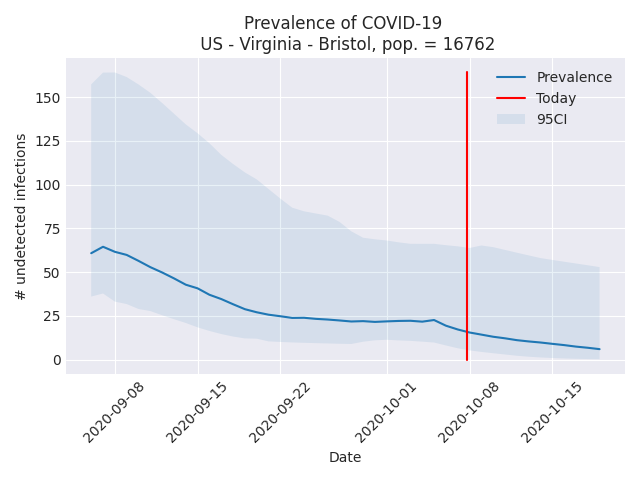 Prevalence of COVID-19
US - Virginia - Bristol, pop. = 16762
Prevalence
Today
95CI
# undetected infections
150
125
100
75
50
25
0
2020-09-08
2020-09-15
2020-09-22
2020-10-01
2020-10-08
2020-10-15
Date